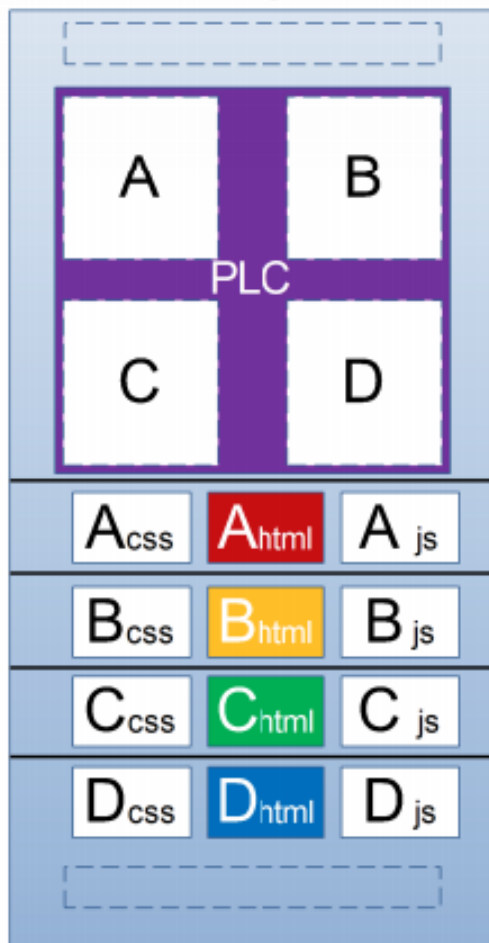 A B
PLC
C D
Acss Ahtml A js
Bcss Bhtml B js
Ccss Chtml C js
Dcss Dhtml D js